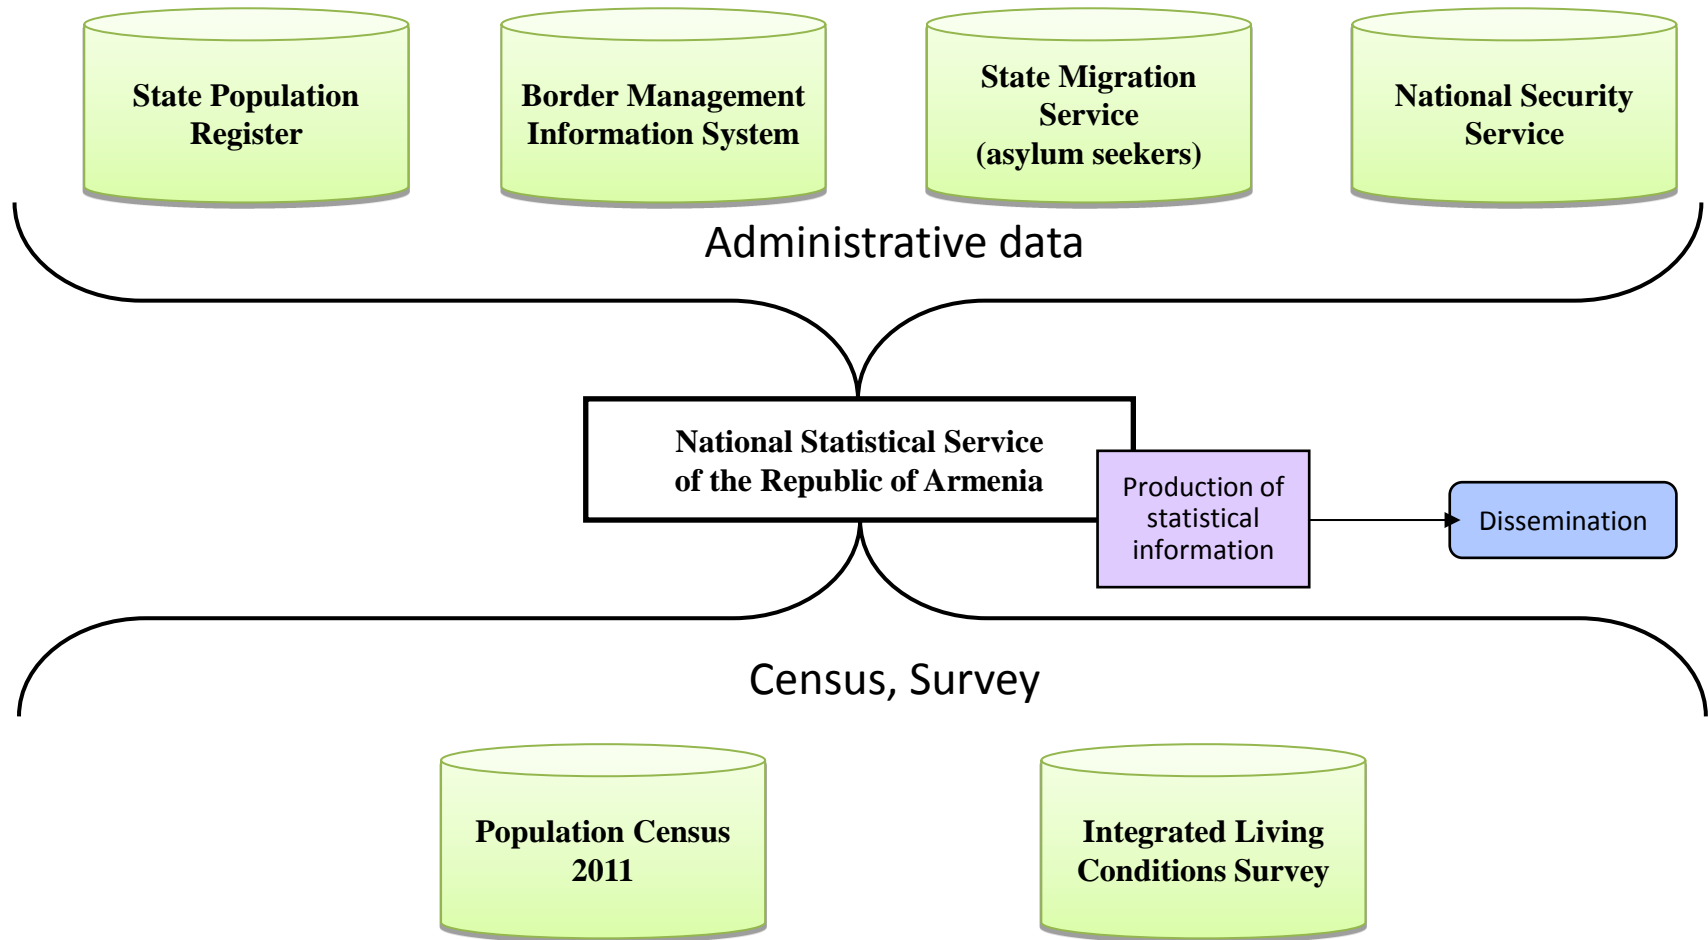 State Population
Register
Border Management
Information System
State Migration
Service
(asylum seekers)
National Security
Service
Administrative data
National Statistical Service
of the Republic of Armenia
Production of
statistical
information
Dissemination
Census, Survey
Population Census
2011
Integrated Living
Conditions Survey